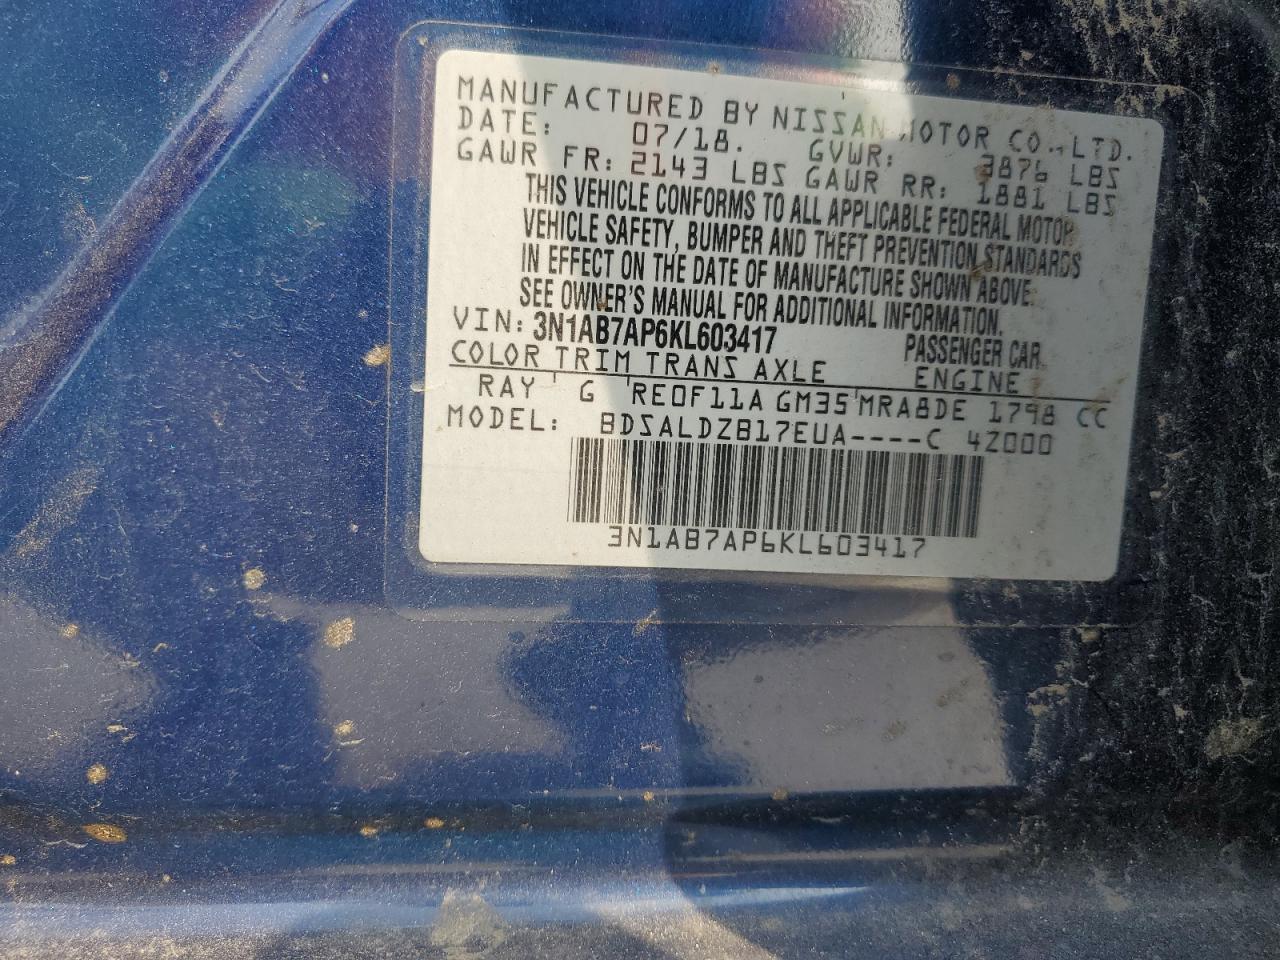 MANUFACTURED BY NISSAN MOTOR CO.,LTD.
DATE: 07/18. GVWR: 3876 LBS
GAWR FR: 2143 LBS GAWR RR: 1881 LBS
THIS VEHICLE CONFORMS TO ALL APPLICABLE FEDERAL MOTOR
VEHICLE SAFETY, BUMPER AND THEFT PREVENTION STANDARDS
IN EFFECT ON THE DATE OF MANUFACTURE SHOWN ABOVE.
SEE OWNER'S MANUAL FOR ADDITIONAL INFORMATION.
VIN: 3N1AB7AP6KL603417 PASSENGER CAR
COLOR TRIM TRANS AXLE ENGINE
RAY G RE0F11A GM35 MRA8DE 1798 CC
MODEL: BDSALDZB17EUA----C 4Z000
3N1AB7AP6KL603417